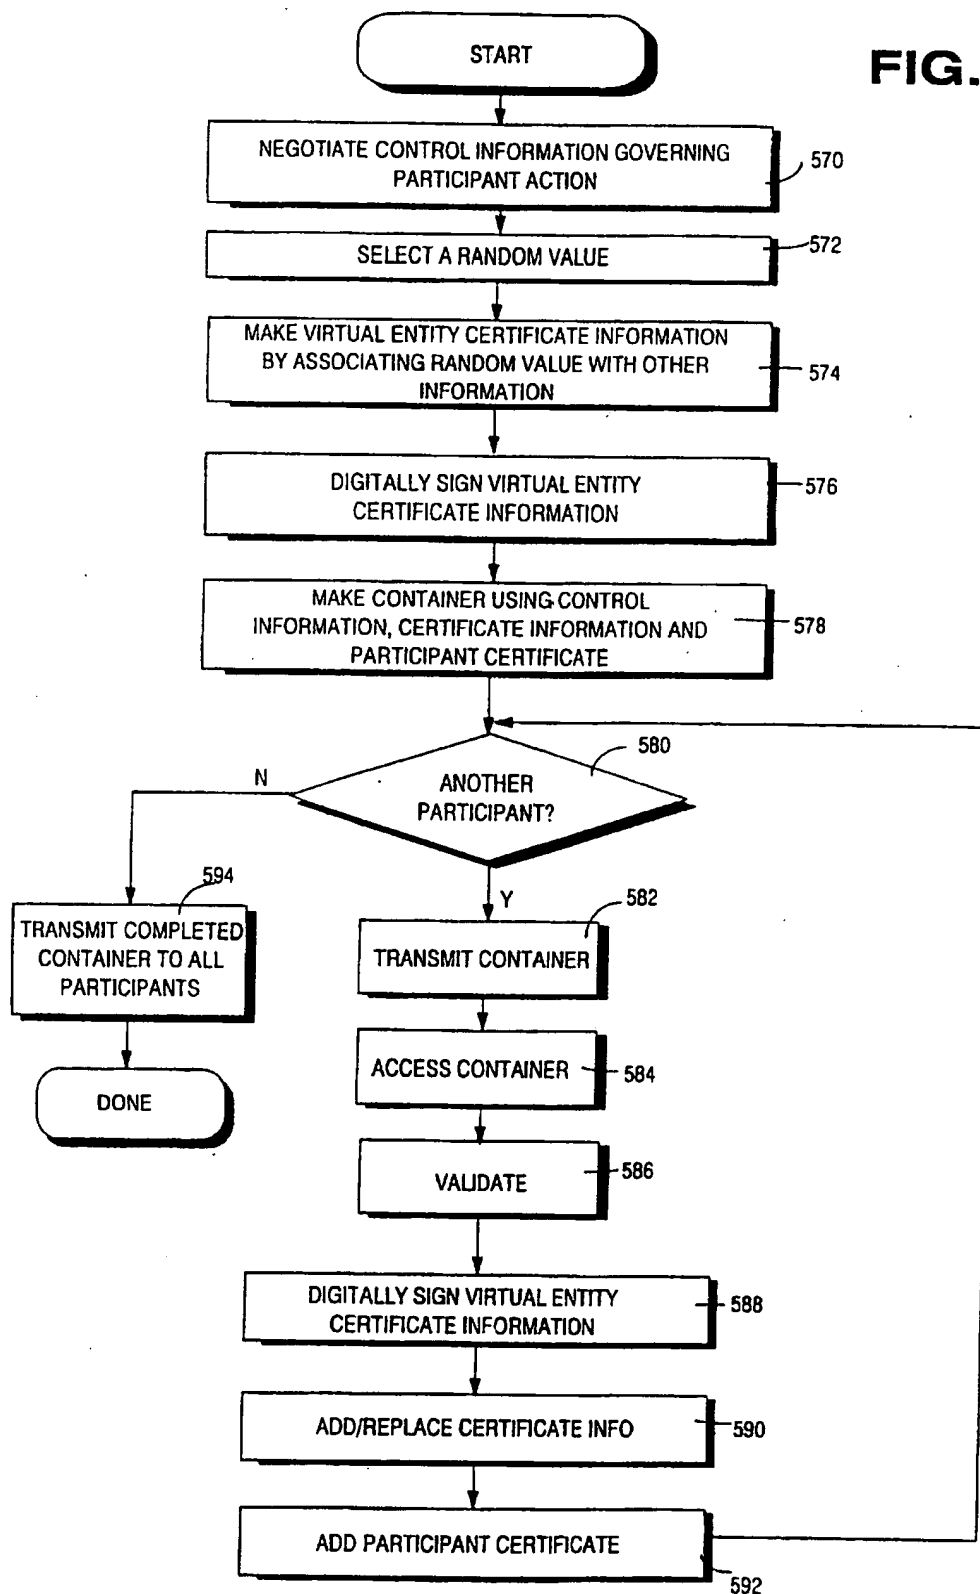 START
FIG.
NEGOTIATE CONTROL INFORMATION GOVERNING
PARTICIPANT ACTION
570
SELECT A RANDOM VALUE
572
MAKE VIRTUAL ENTITY CERTIFICATE INFORMATION
BY ASSOCIATING RANDOM VALUE WITH OTHER
INFORMATION
574
DIGITALLY SIGN VIRTUAL ENTITY
CERTIFICATE INFORMATION
576
MAKE CONTAINER USING CONTROL
INFORMATION, CERTIFICATE INFORMATION AND
PARTICIPANT CERTIFICATE
578
580
N
ANOTHER
PARTICIPANT?
Y
594
TRANSMIT COMPLETED
CONTAINER TO ALL
PARTICIPANTS
DONE
582
TRANSMIT CONTAINER
ACCESS CONTAINER
584
VALIDATE
586
DIGITALLY SIGN VIRTUAL ENTITY
CERTIFICATE INFORMATION
588
ADD/REPLACE CERTIFICATE INFO
590
ADD PARTICIPANT CERTIFICATE
592